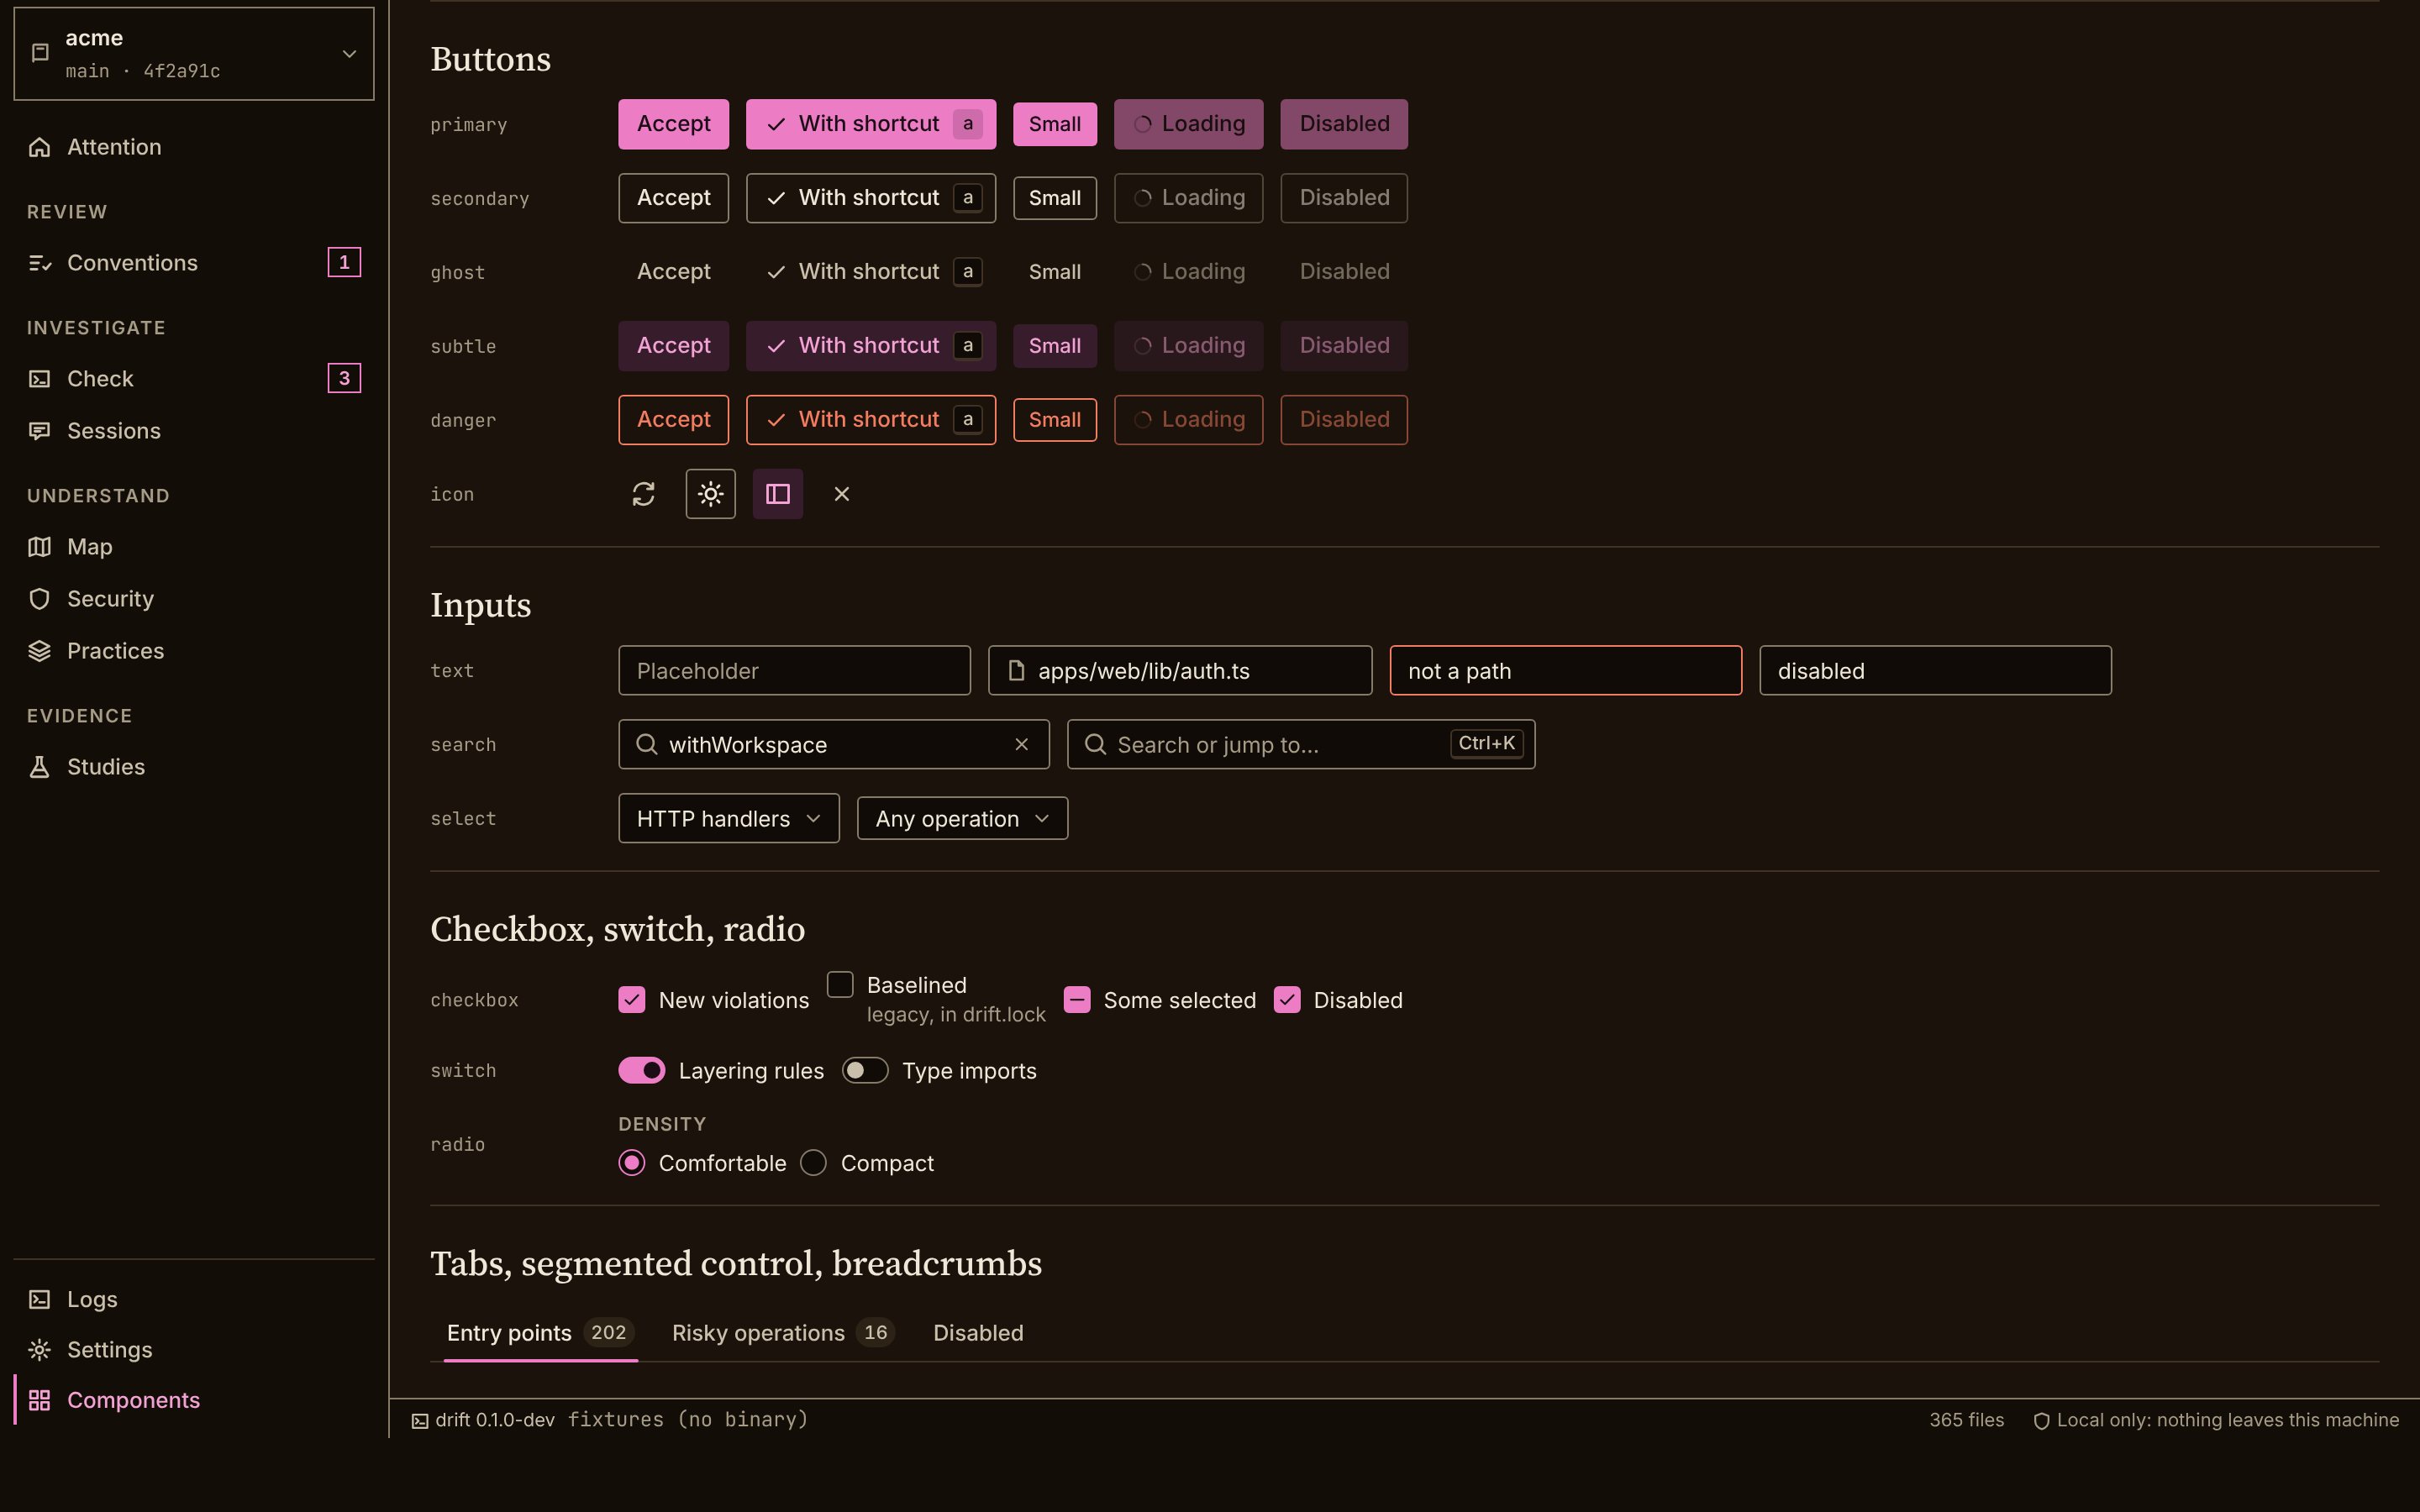 acme
main · 4f2a91c
Attention
REVIEW
Conventions 1
INVESTIGATE
Check 3
Sessions
UNDERSTAND
Map
Security
Practices
EVIDENCE
Studies
Logs
Settings
Components
Buttons
primary Accept With shortcut a Small Loading Disabled
secondary Accept With shortcut a Small Loading Disabled
ghost Accept With shortcut a Small Loading Disabled
subtle Accept With shortcut a Small Loading Disabled
danger Accept With shortcut a Small Loading Disabled
icon
Inputs
text Placeholder apps/web/lib/auth.ts not a path disabled
search withWorkspace Search or jump to... Ctrl+K
select HTTP handlers Any operation
Checkbox, switch, radio
checkbox New violations Baselined Some selected Disabled
legacy, in drift.lock
switch Layering rules Type imports
DENSITY
radio
Comfortable Compact
Tabs, segmented control, breadcrumbs
Entry points 202 Risky operations 16 Disabled
drift 0.1.0-dev fixtures (no binary) 365 files Local only: nothing leaves this machine